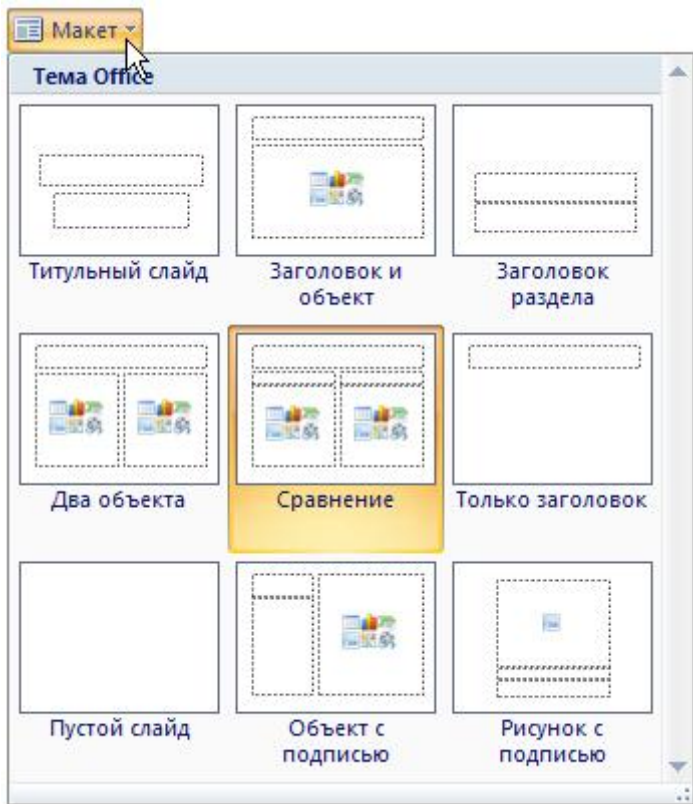 Макет
Тема Office
Титульный слайд
Заголовок и
объект
Заголовок
раздела
Два объекта
Сравнение
Только заголовок
Пустой слайд
Объект с
подписью
Рисунок с
подписью